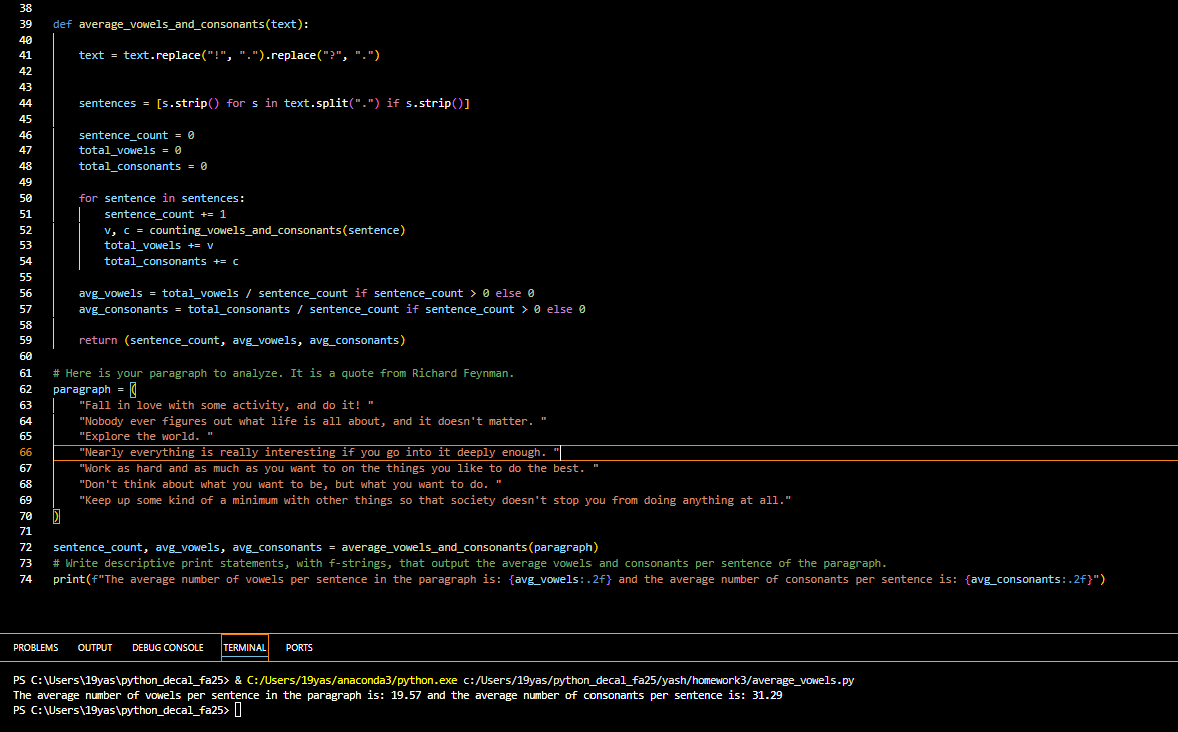 38
39 def average_vowels_and_consonants(text):
40
41     text = text.replace("!", ".").replace("?", ".")
42
43
44     sentences = [s.strip() for s in text.split(".") if s.strip()]
45
46     sentence_count = 0
47     total_vowels = 0
48     total_consonants = 0
49
50     for sentence in sentences:
51         sentence_count += 1
52         v, c = counting_vowels_and_consonants(sentence)
53         total_vowels += v
54         total_consonants += c
55
56     avg_vowels = total_vowels / sentence_count if sentence_count > 0 else 0
57     avg_consonants = total_consonants / sentence_count if sentence_count > 0 else 0
58
59     return (sentence_count, avg_vowels, avg_consonants)
60
61 # Here is your paragraph to analyze. It is a quote from Richard Feynman.
62 paragraph = (
63     "Fall in love with some activity, and do it! "
64     "Nobody ever figures out what life is all about, and it doesn't matter. "
65     "Explore the world. "
66     "Nearly everything is really interesting if you go into it deeply enough. "
67     "Work as hard and as much as you want to on the things you like to do the best. "
68     "Don't think about what you want to be, but what you want to do. "
69     "Keep up some kind of a minimum with other things so that society doesn't stop you from doing anything at all."
70 )
71
72 sentence_count, avg_vowels, avg_consonants = average_vowels_and_consonants(paragraph)
73 # Write descriptive print statements, with f-strings, that output the average vowels and consonants per sentence of the paragraph.
74 print(f"The average number of vowels per sentence in the paragraph is: {avg_vowels:.2f} and the average number of consonants per sentence is: {avg_consonants:.2f}")
PROBLEMS OUTPUT DEBUG CONSOLE TERMINAL PORTS
PS C:\Users\19yas\python_decal_fa25> & C:/Users/19yas/anaconda3/python.exe c:/Users/19yas/python_decal_fa25/yash/homework3/average_vowels.py
The average number of vowels per sentence in the paragraph is: 19.57 and the average number of consonants per sentence is: 31.29
PS C:\Users\19yas\python_decal_fa25>